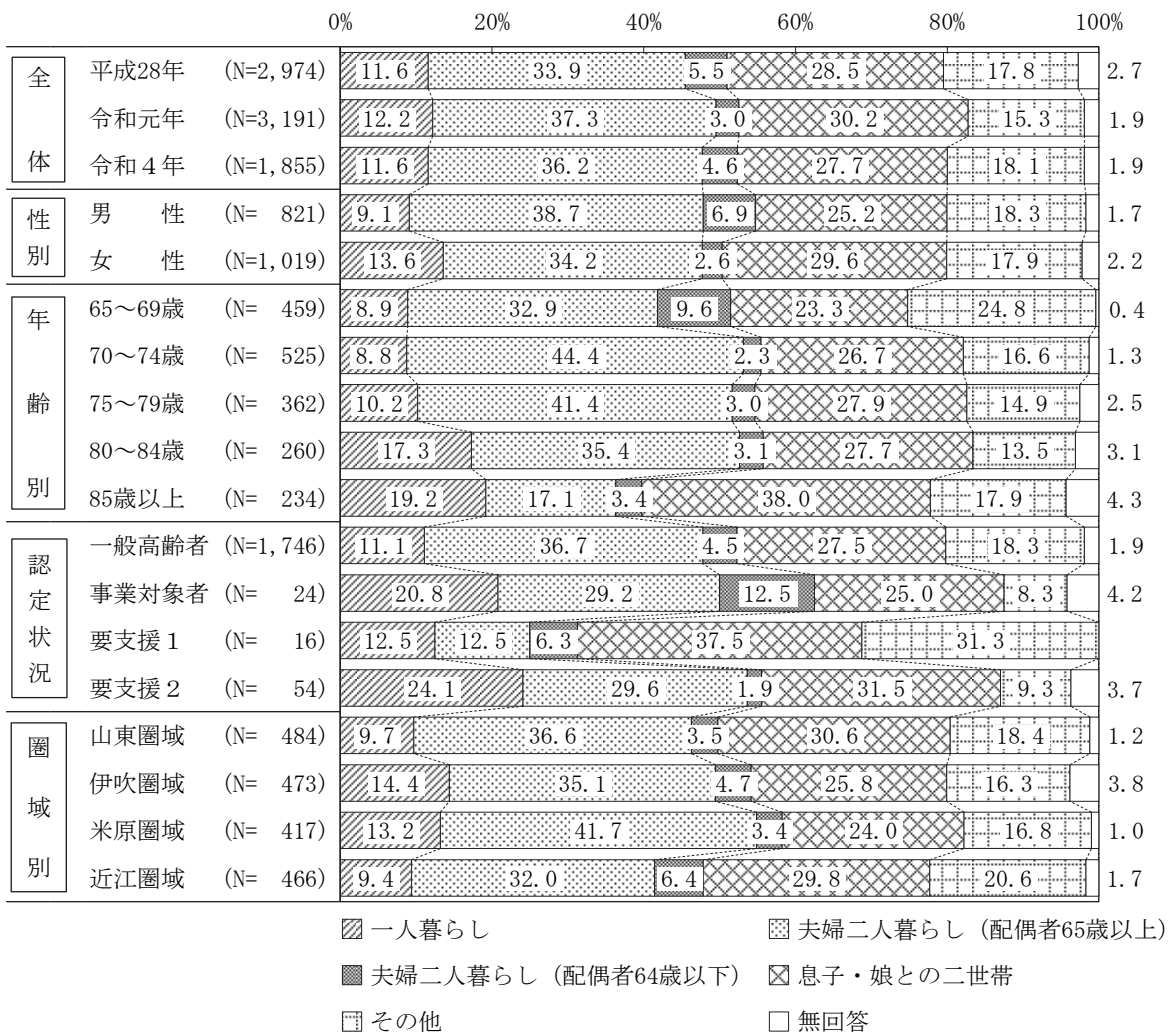 0% 20% 40% 60% 80% 100%
全体
平成28年 (N=2,974) 11.6 33.9 5.5 28.5 17.8 2.7
令和元年 (N=3,191) 12.2 37.3 3.0 30.2 15.3 1.9
令和４年 (N=1,855) 11.6 36.2 4.6 27.7 18.1 1.9
性別
男 性 (N= 821) 9.1 38.7 6.9 25.2 18.3 1.7
女 性 (N=1,019) 13.6 34.2 2.6 29.6 17.9 2.2
年齢別
65～69歳 (N= 459) 8.9 32.9 9.6 23.3 24.8 0.4
70～74歳 (N= 525) 8.8 44.4 2.3 26.7 16.6 1.3
75～79歳 (N= 362) 10.2 41.4 3.0 27.9 14.9 2.5
80～84歳 (N= 260) 17.3 35.4 3.1 27.7 13.5 3.1
85歳以上 (N= 234) 19.2 17.1 3.4 38.0 17.9 4.3
認定状況
一般高齢者 (N=1,746) 11.1 36.7 4.5 27.5 18.3 1.9
事業対象者 (N= 24) 20.8 29.2 12.5 25.0 8.3 4.2
要支援１ (N= 16) 12.5 12.5 6.3 37.5 31.3
要支援２ (N= 54) 24.1 29.6 1.9 31.5 9.3 3.7
圏域別
山東圏域 (N= 484) 9.7 36.6 3.5 30.6 18.4 1.2
伊吹圏域 (N= 473) 14.4 35.1 4.7 25.8 16.3 3.8
米原圏域 (N= 417) 13.2 41.7 3.4 24.0 16.8 1.0
近江圏域 (N= 466) 9.4 32.0 6.4 29.8 20.6 1.7
一人暮らし 夫婦二人暮らし（配偶者65歳以上）
夫婦二人暮らし（配偶者64歳以下） 息子・娘との二世帯
その他 無回答